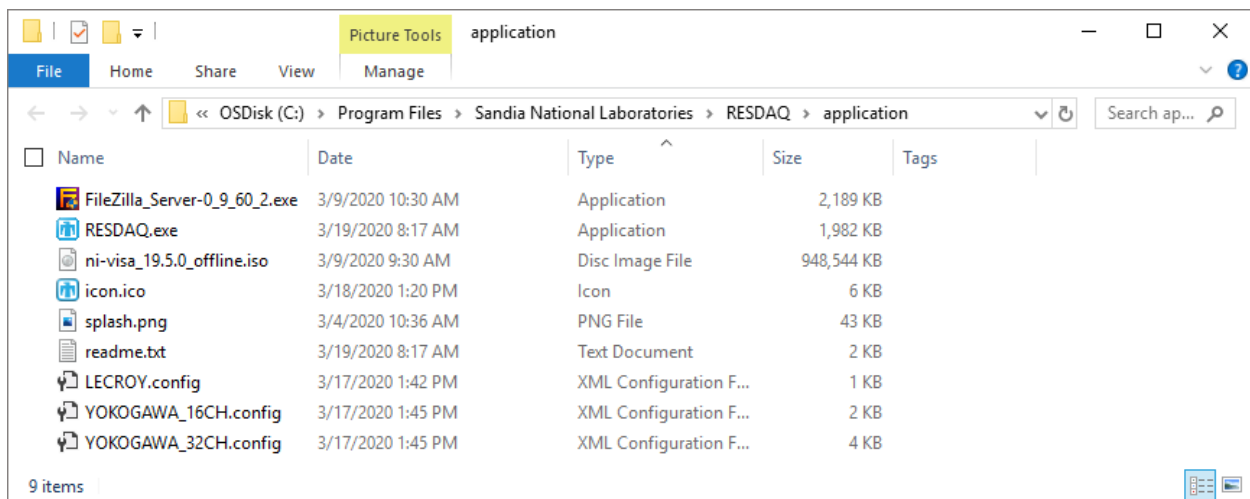 Picture Tools application
File Home Share View Manage
« OSDisk (C:) › Program Files › Sandia National Laboratories › RESDAQ › application Search ap...
Name Date Type Size Tags
FileZilla_Server-0_9_60_2.exe 3/9/2020 10:30 AM Application 2,189 KB
RESDAQ.exe 3/19/2020 8:17 AM Application 1,982 KB
ni-visa_19.5.0_offline.iso 3/9/2020 9:30 AM Disc Image File 948,544 KB
icon.ico 3/18/2020 1:20 PM Icon 6 KB
splash.png 3/4/2020 10:36 AM PNG File 43 KB
readme.txt 3/19/2020 8:17 AM Text Document 2 KB
LECROY.config 3/17/2020 1:42 PM XML Configuration F... 1 KB
YOKOGAWA_16CH.config 3/17/2020 1:45 PM XML Configuration F... 2 KB
YOKOGAWA_32CH.config 3/17/2020 1:45 PM XML Configuration F... 4 KB
9 items